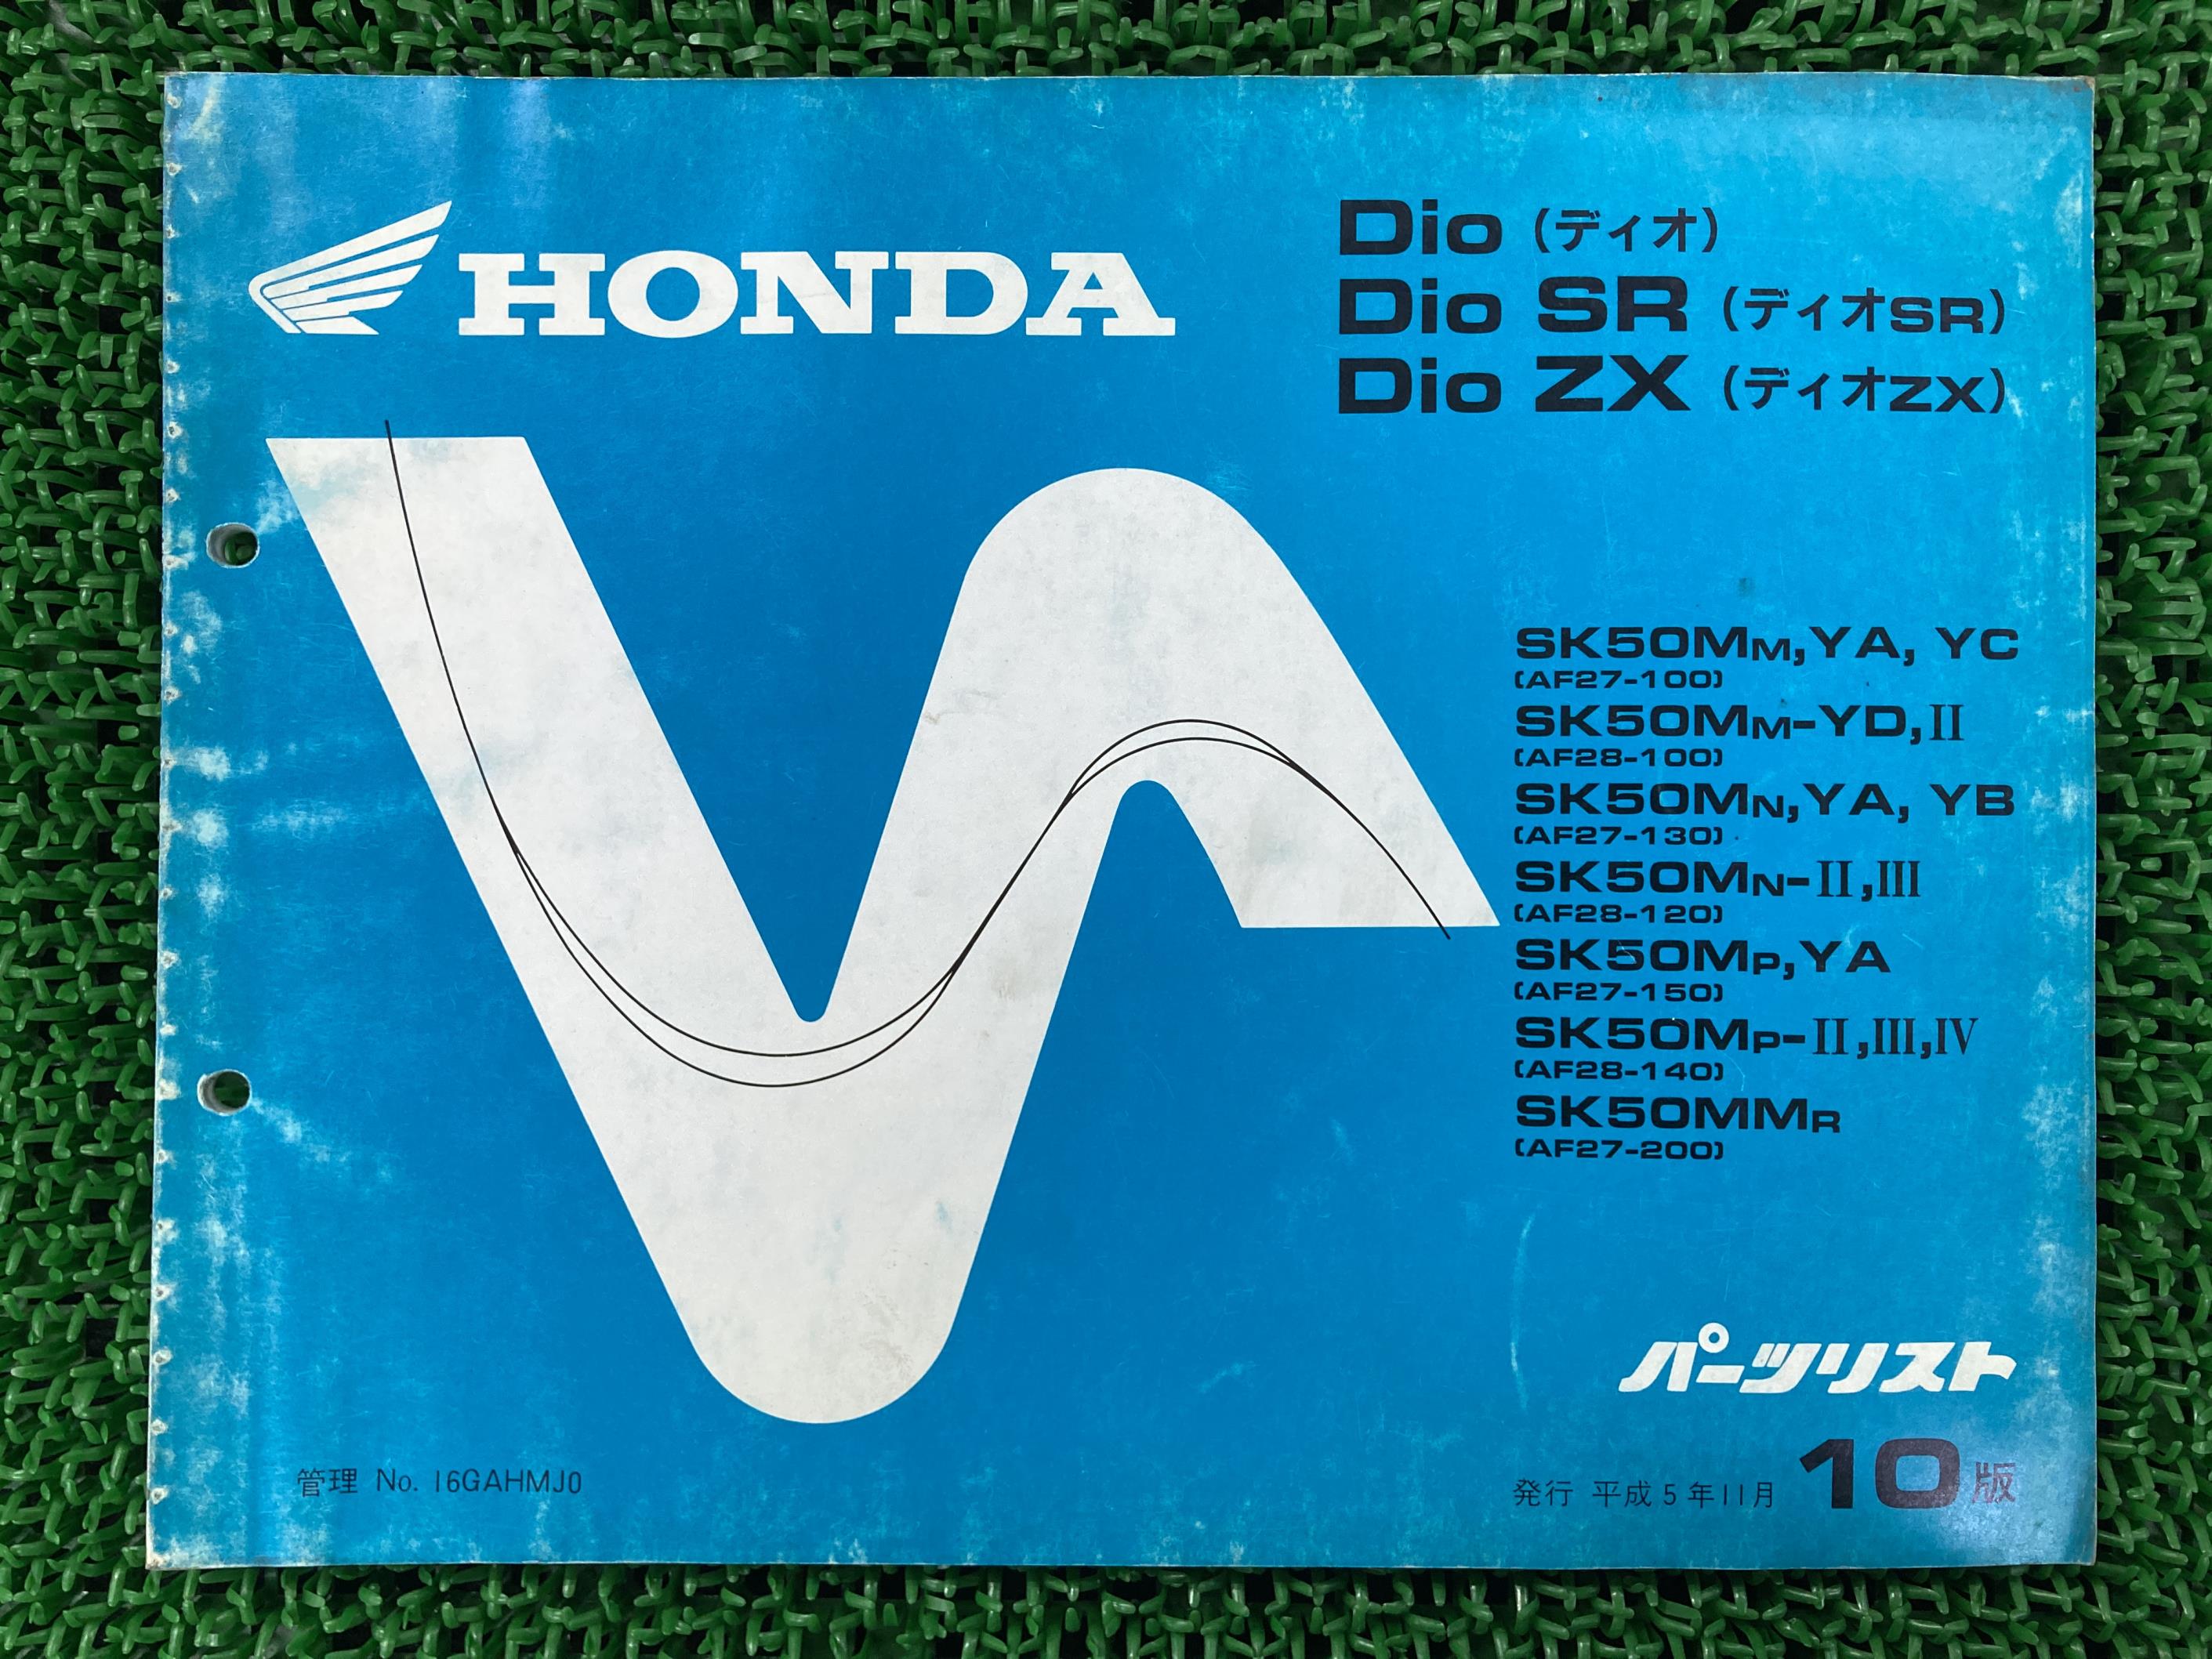 HONDA
Dio (ディオ)
Dio SR (ディオSR)
Dio ZX (ディオZX)
SK50MM,YA, YC
(AF27-100)
SK50MM-YD,II
(AF28-100)
SK50MN,YA, YB
(AF27-130)
SK50MN-II,III
(AF28-120)
SK50MP,YA
(AF27-150)
SK50MP-II,III,IV
(AF28-140)
SK50MMR
(AF27-200)
パーツリスト
管理 No. 16GAHMJ0
発行 平成5年11月 10版